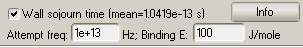 Wall sojourn time (mean=1.0419e-13 s) Info
Attempt freq: 1e+13 Hz; Binding E: 100 J/mole